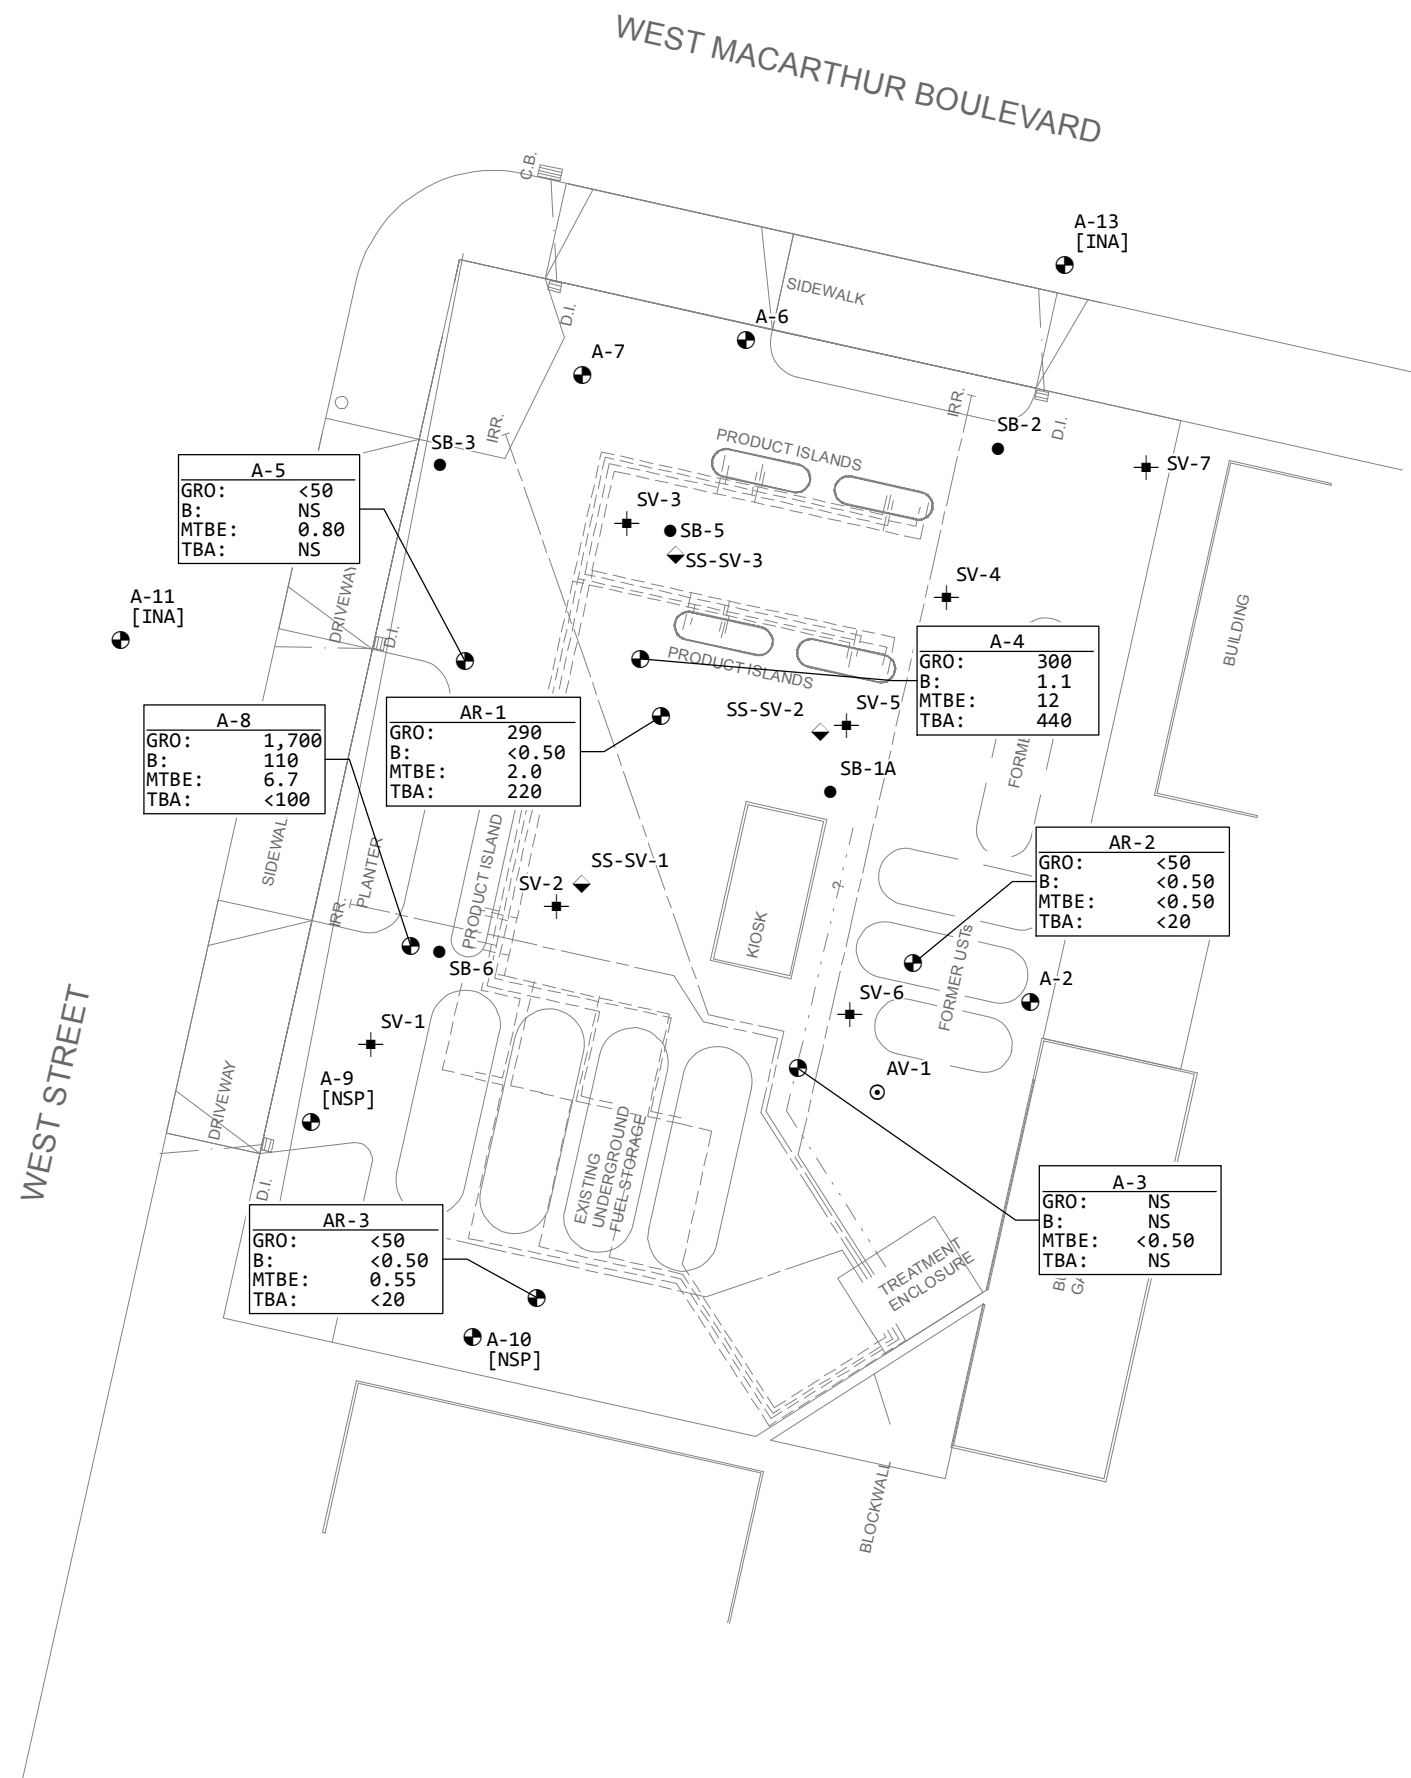 WEST MACARTHUR BOULEVARD
C.B.
A-13
[INA]
SIDEWALK
D.I.
A-6
A-7
IRR.
IRR.
SB-2
D.I.
SB-3
PRODUCT ISLANDS
SV-7
A-5
GRO: <50
B: NS
MTBE: 0.80
TBA: NS
SV-3
SB-5
SS-SV-3
SV-4
A-11
[INA]
DRIVEWAY
D.I.
BUILDING
PRODUCT ISLANDS
A-4
GRO: 300
B: 1.1
MTBE: 12
TBA: 440
SS-SV-2
SV-5
A-8
GRO: 1,700
B: 110
MTBE: 6.7
TBA: <100
AR-1
GRO: 290
B: <0.50
MTBE: 2.0
TBA: 220
SB-1A
SIDEWAL
PLANTER
IRR.
PRODUCT ISLAND
SS-SV-1
SV-2
?
KIOSK
AR-2
GRO: <50
B: <0.50
MTBE: <0.50
TBA: <20
FORMER USTs
SB-6
A-2
SV-6
SV-1
AV-1
WEST STREET
DRIVEWAY
A-9
[NSP]
D.I.
EXISTING
UNDERGROUND
FUEL STORAGE
A-3
GRO: NS
B: NS
MTBE: <0.50
TBA: NS
AR-3
GRO: <50
B: <0.50
MTBE: 0.55
TBA: <20
TREATMENT
ENCLOSURE
A-10
[NSP]
BLOCKWALL